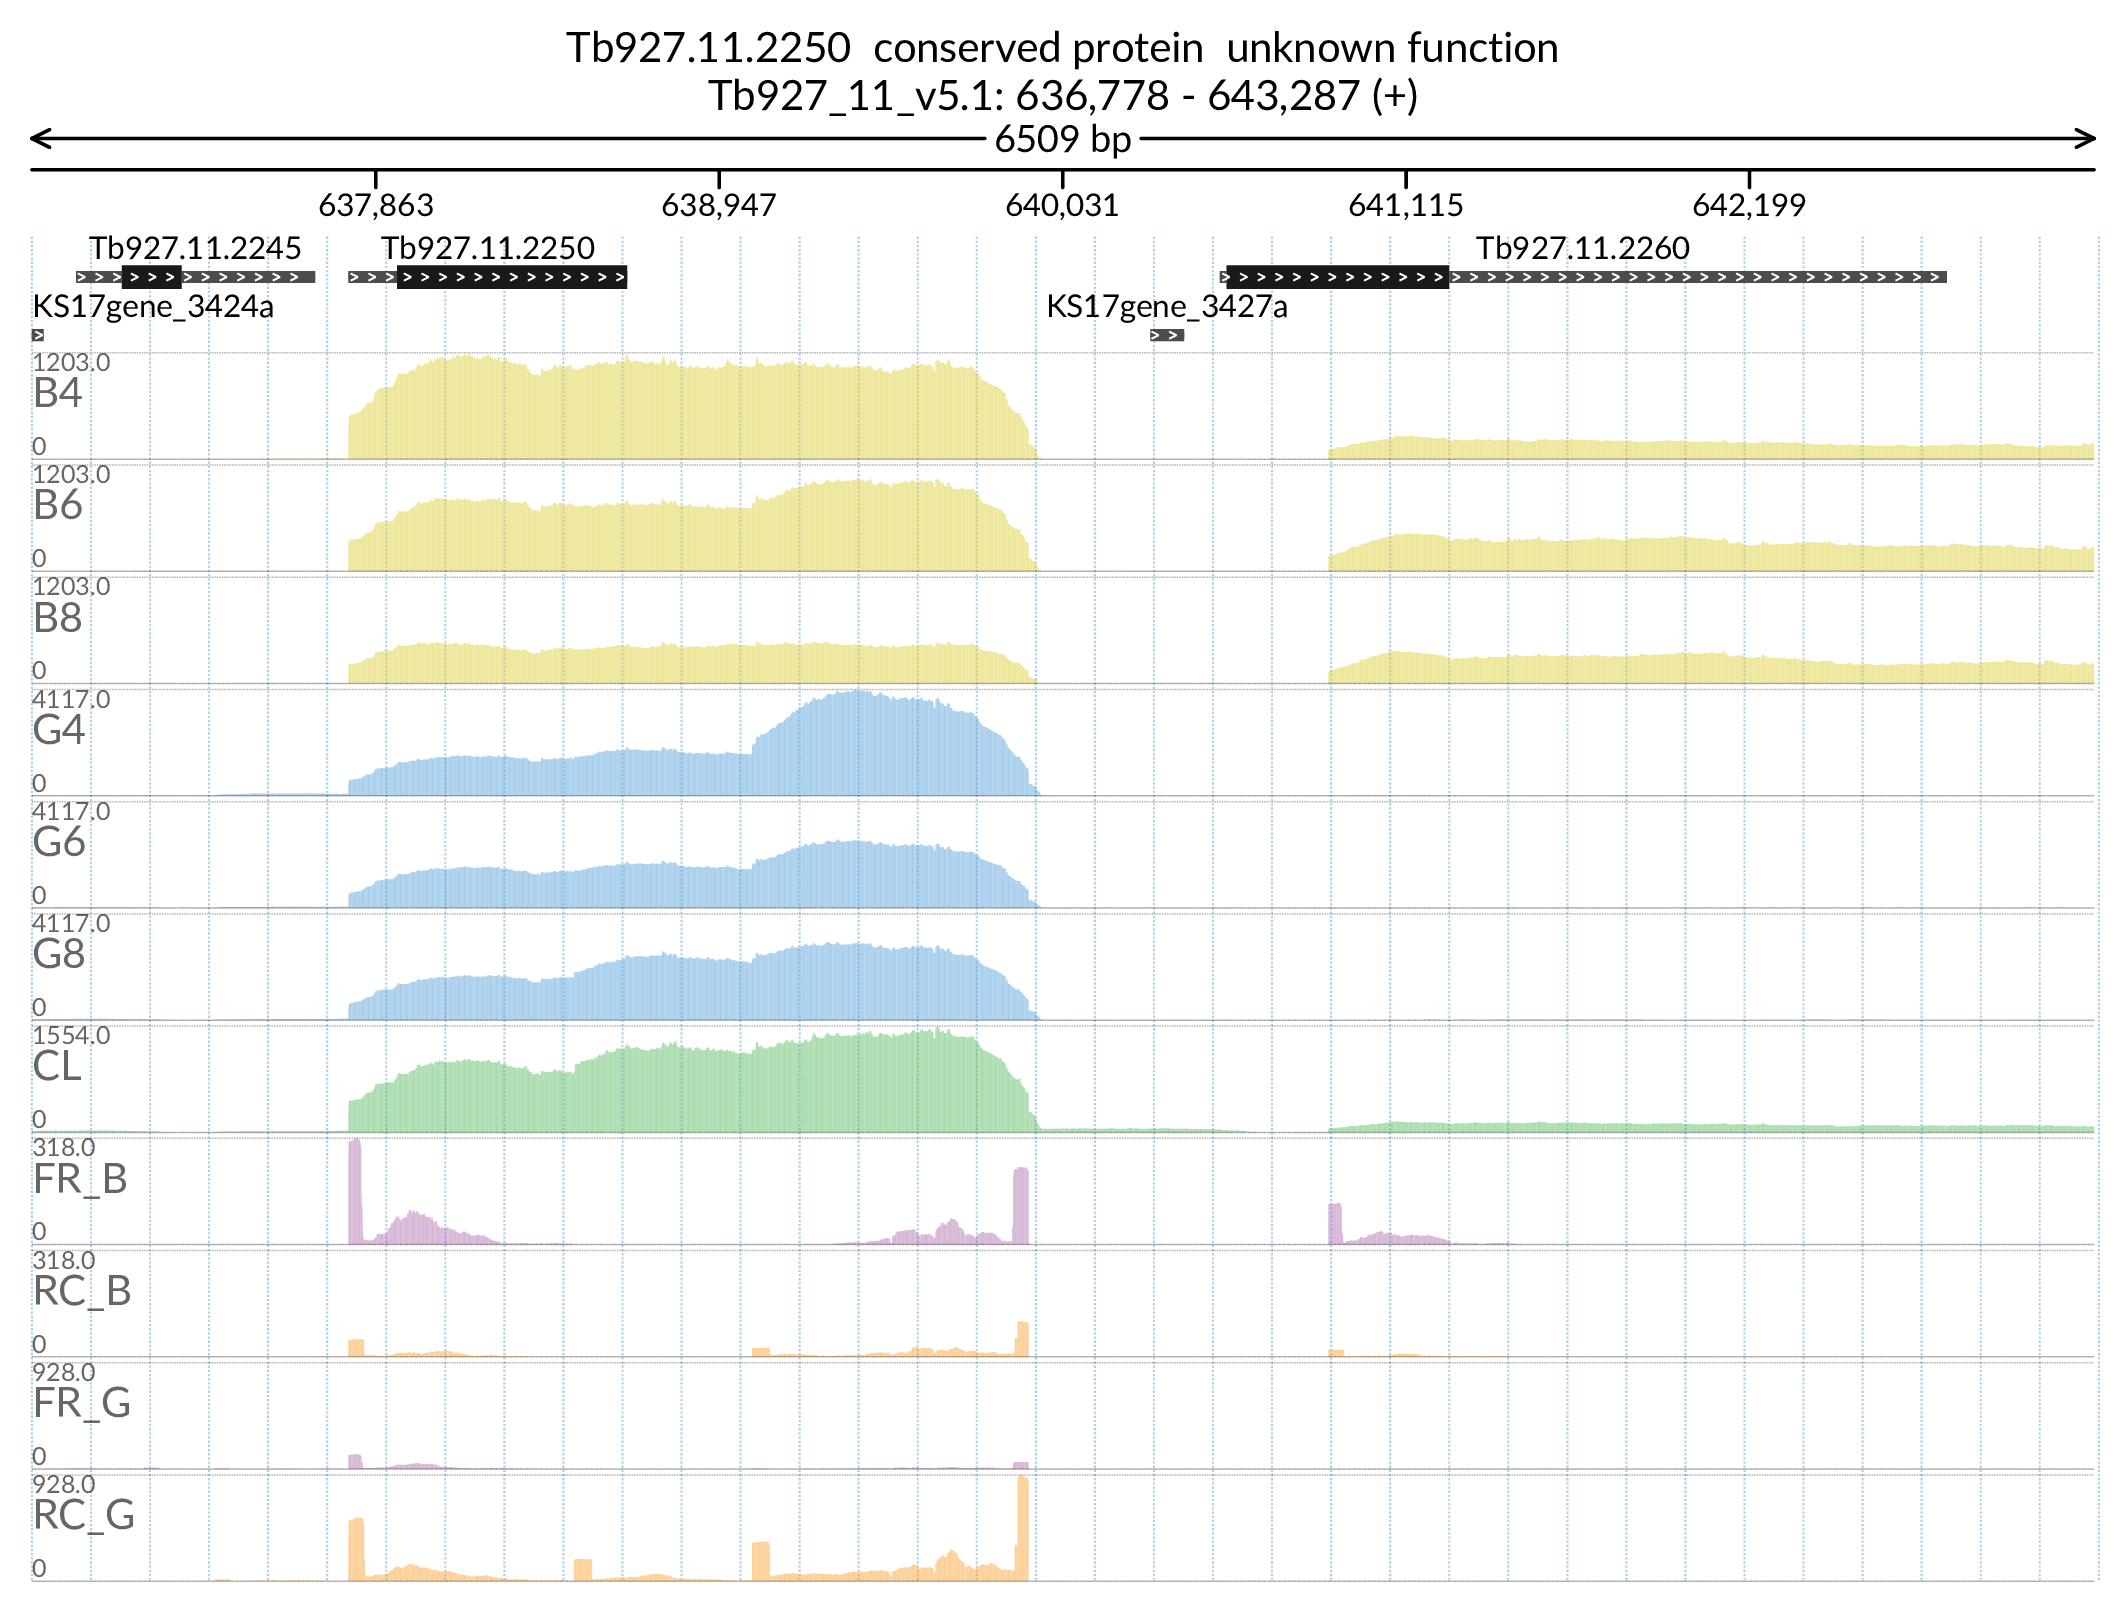 Tb927.11.2250  conserved protein  unknown function
Tb927_11_v5.1: 636,778 - 643,287 (+)
6509 bp
637,863 638,947 640,031 641,115 642,199
Tb927.11.2245 Tb927.11.2250 Tb927.11.2260
KS17gene_3424a KS17gene_3427a
1203.0
B4
0
1203.0
B6
0
1203.0
B8
0
4117.0
G4
0
4117.0
G6
0
4117.0
G8
0
1554.0
CL
0
318.0
FR_B
0
318.0
RC_B
0
928.0
FR_G
0
928.0
RC_G
0